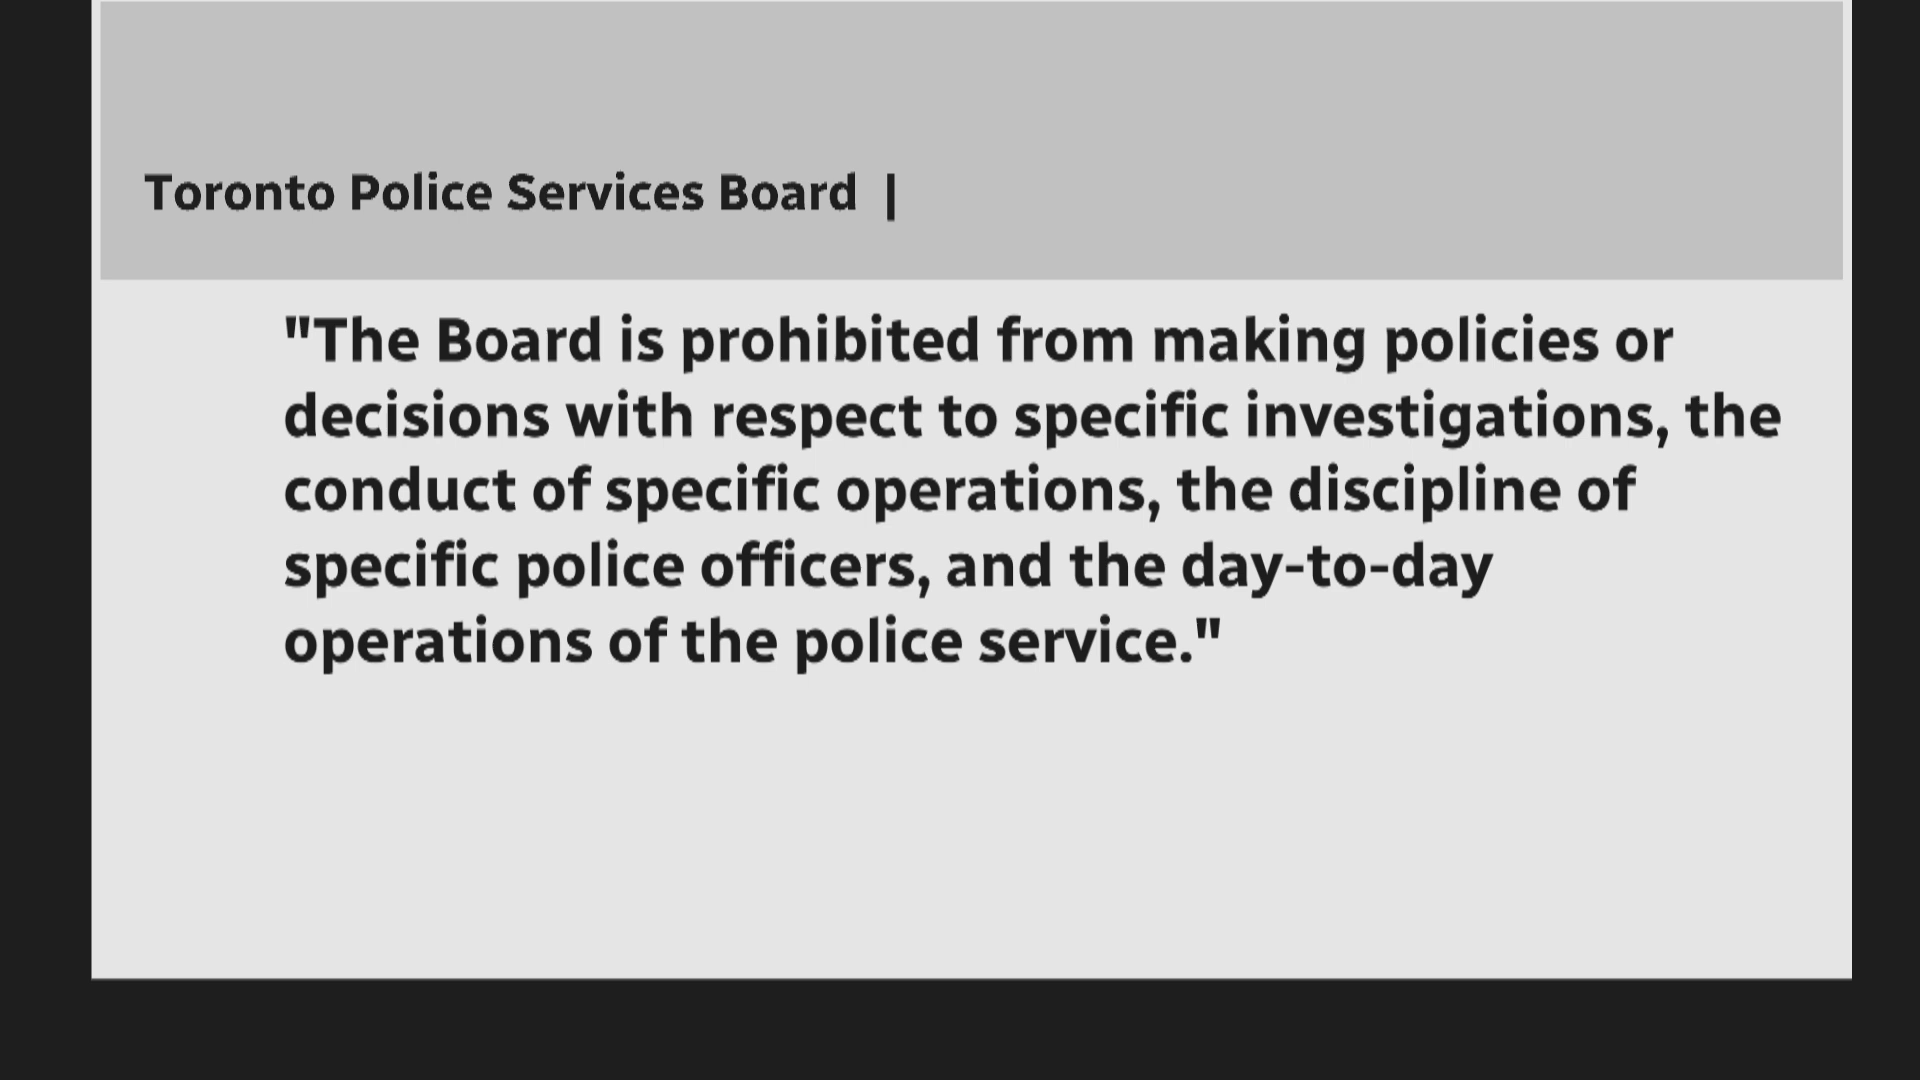 Toronto Police Services Board |
"The Board is prohibited from making policies or
decisions with respect to specific investigations, the
conduct of specific operations, the discipline of
specific police officers, and the day-to-day
operations of the police service."